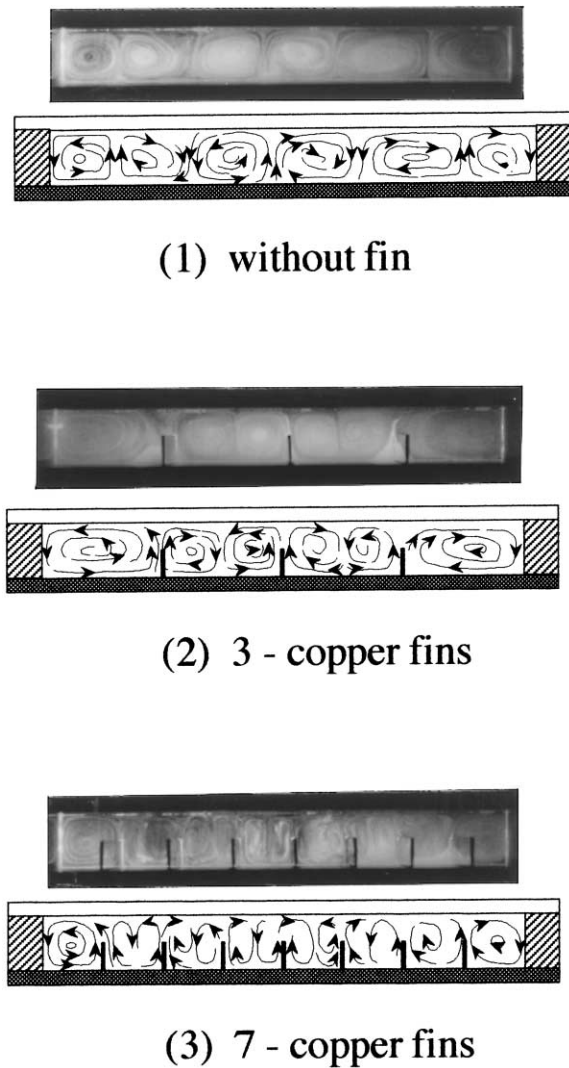 (1) without fin
(2) 3 - copper fins
(3) 7 - copper fins